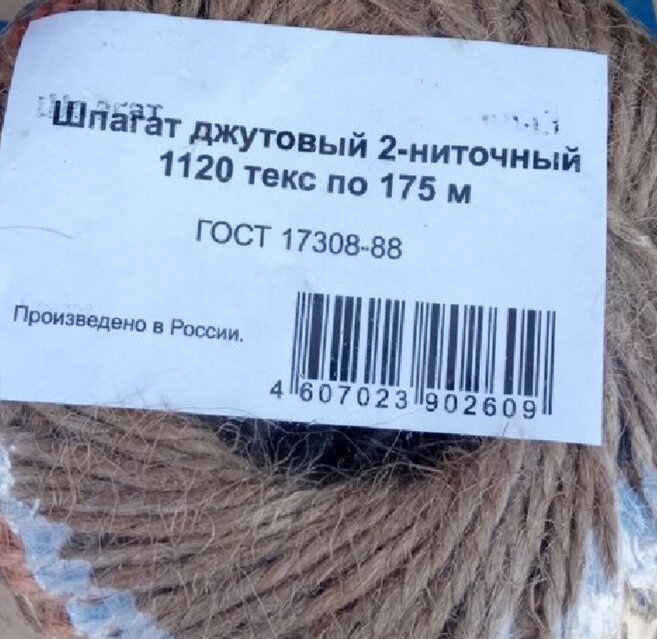 Шпагат джутовый 2-ниточный
1120 текс по 175 м
ГОСТ 17308-88
Произведено в России.
4 607023 902609